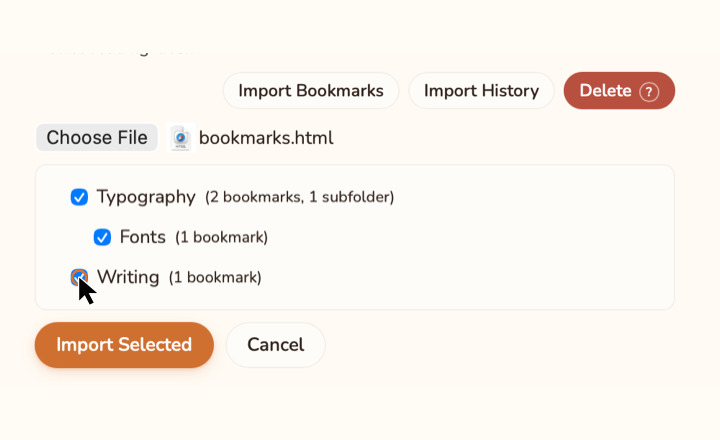 Import Bookmarks Import History Delete ?
Choose File bookmarks.html
Typography (2 bookmarks, 1 subfolder)
Fonts (1 bookmark)
Writing (1 bookmark)
Import Selected Cancel